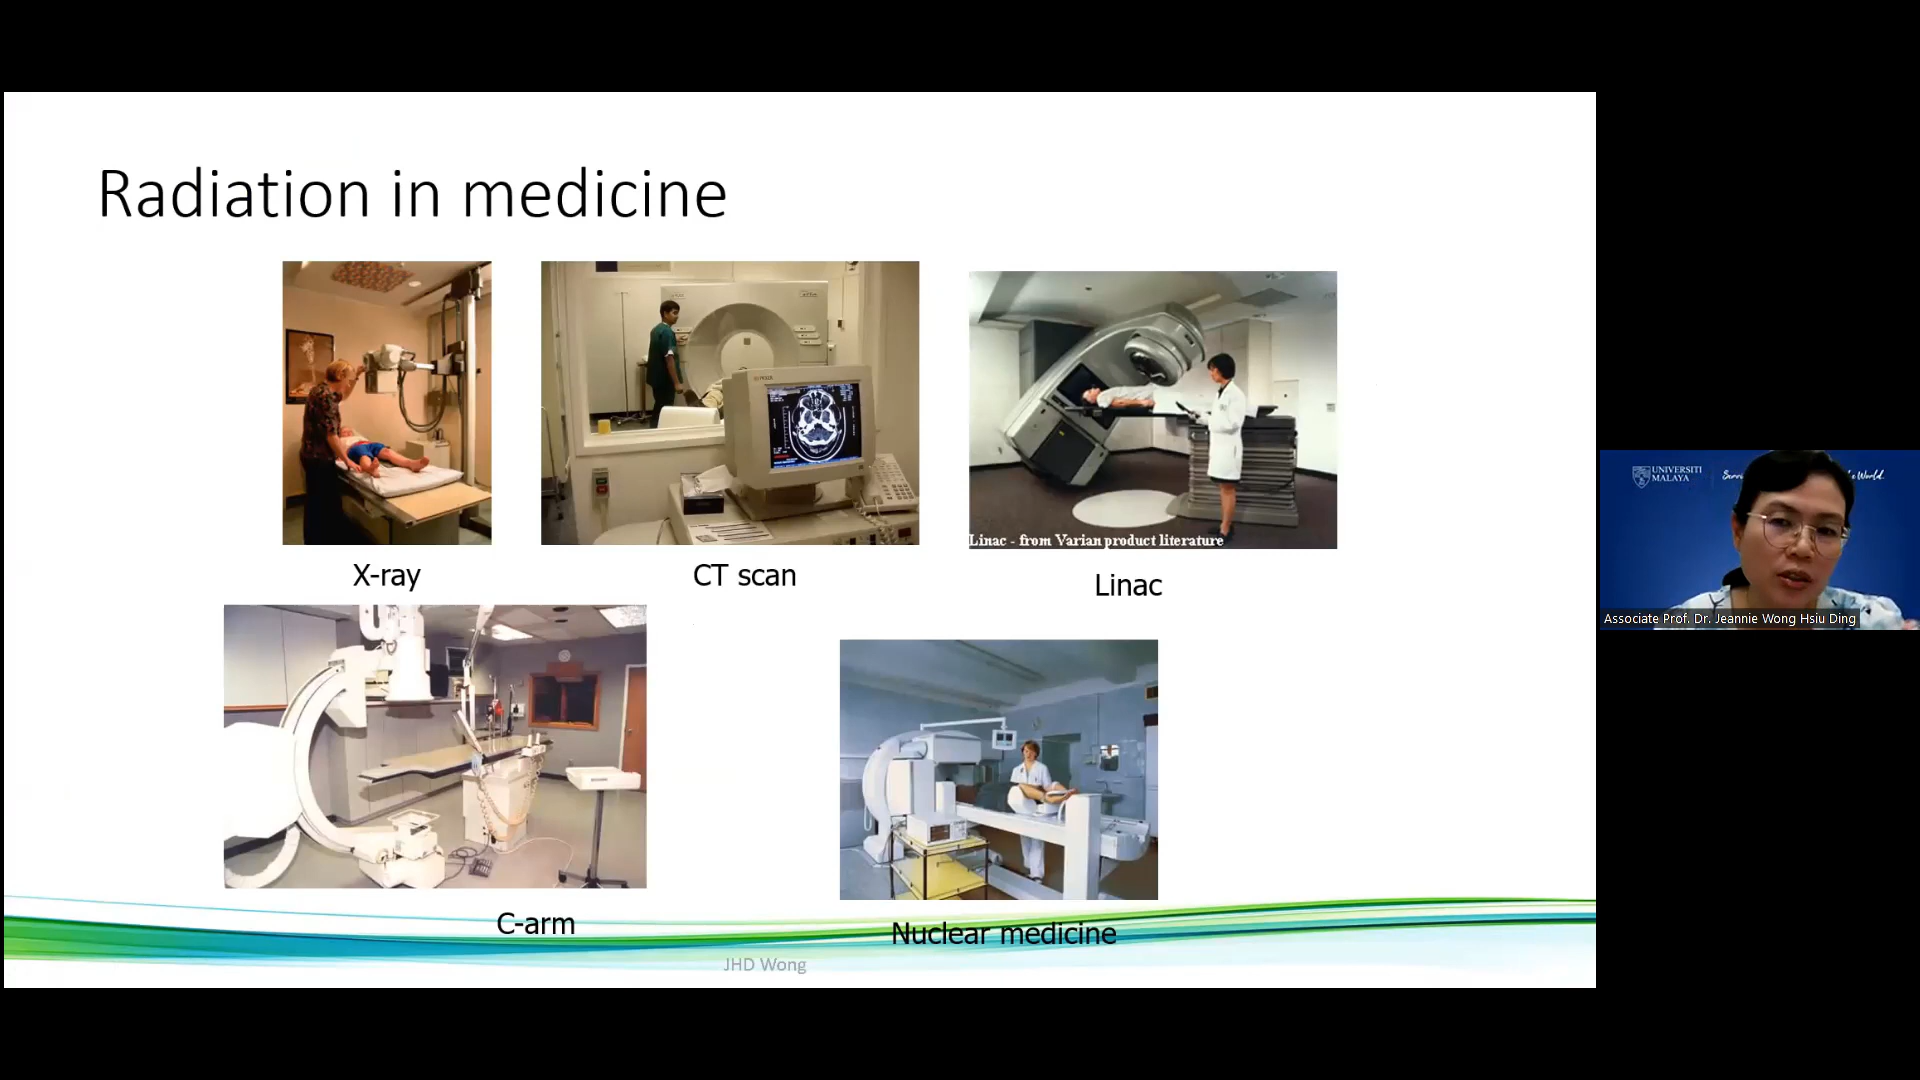 Radiation in medicine
Linac - from Varian product literature
X-ray
CT scan
Linac
C-arm
Nuclear medicine
JHD Wong
UNIVERSITI
MALAYA
World
Associate Prof. Dr. Jeannie Wong Hsiu Ding